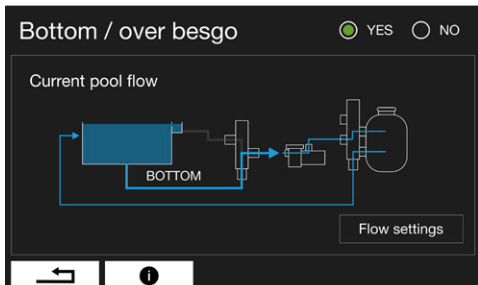 Bottom / over besgo
YES
NO
Current pool flow
BOTTOM
Flow settings